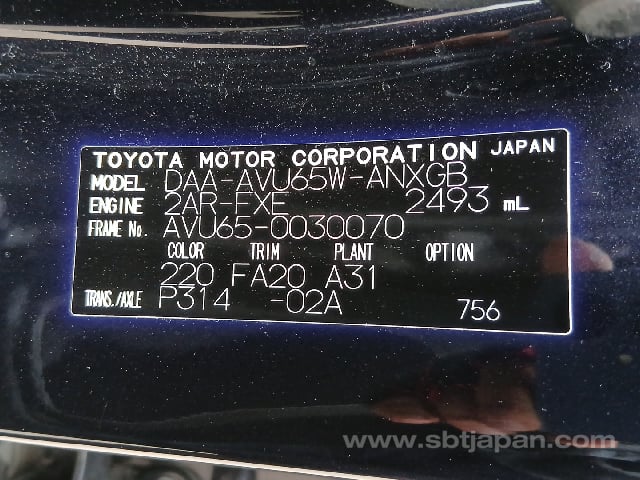 TOYOTA MOTOR CORPORATION JAPAN
MODEL DAA-AVU65W-ANXGB
ENGINE 2AR-FXE 2493 mL
FRAME No. AVU65-0030070
COLOR TRIM PLANT OPTION
220 FA20 A31
TRANS./AXLE P314 -02A 756
www.sbtjapan.com